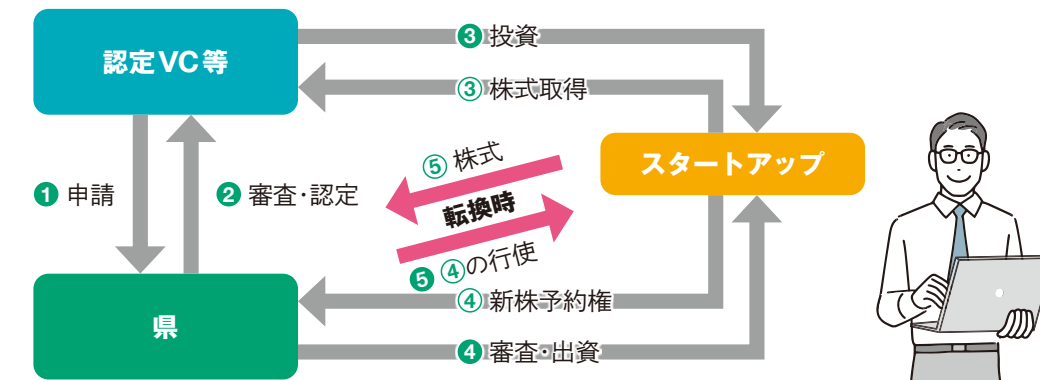 認定VC等
❸ 投資
③ 株式取得
スタートアップ
❶ 申請
❷ 審査・認定
⑤ 株式
転換時
❺ ④の行使
④ 新株予約権
県
❹ 審査・出資